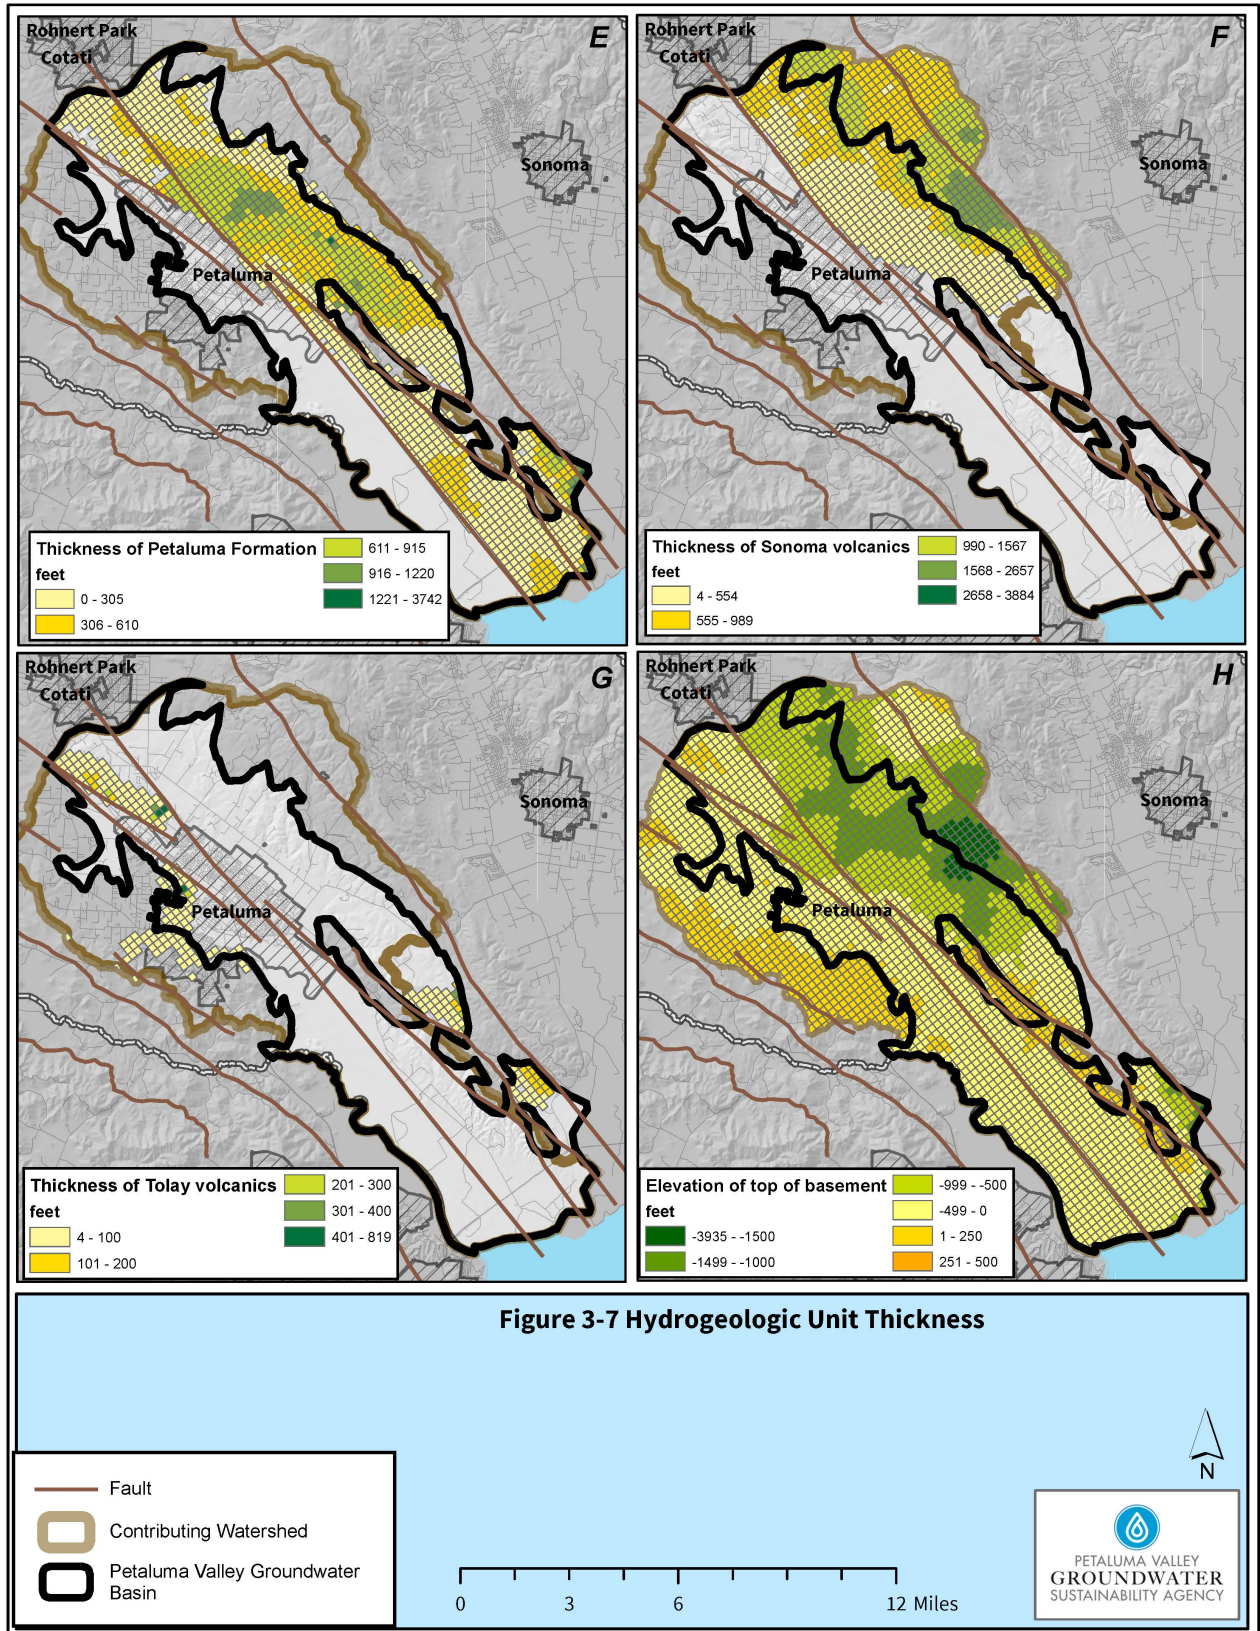 Rohnert Park
Cotati
E
Sonoma
Petaluma
Thickness of Petaluma Formation
feet
0 - 305
306 - 610
611 - 915
916 - 1220
1221 - 3742
Rohnert Park
Cotati
F
Sonoma
Petaluma
Thickness of Sonoma volcanics
feet
4 - 554
555 - 989
990 - 1567
1568 - 2657
2658 - 3884
Rohnert Park
Cotati
G
Sonoma
Petaluma
Thickness of Tolay volcanics
feet
4 - 100
101 - 200
201 - 300
301 - 400
401 - 819
Rohnert Park
Cotati
H
Sonoma
Petaluma
Elevation of top of basement
feet
-3935 - -1500
-1499 - -1000
-999 - -500
-499 - 0
1 - 250
251 - 500
Figure 3-7 Hydrogeologic Unit Thickness
Fault
Contributing Watershed
Petaluma Valley Groundwater
Basin
0 3 6 12 Miles
N
PETALUMA VALLEY
GROUNDWATER
SUSTAINABILITY AGENCY